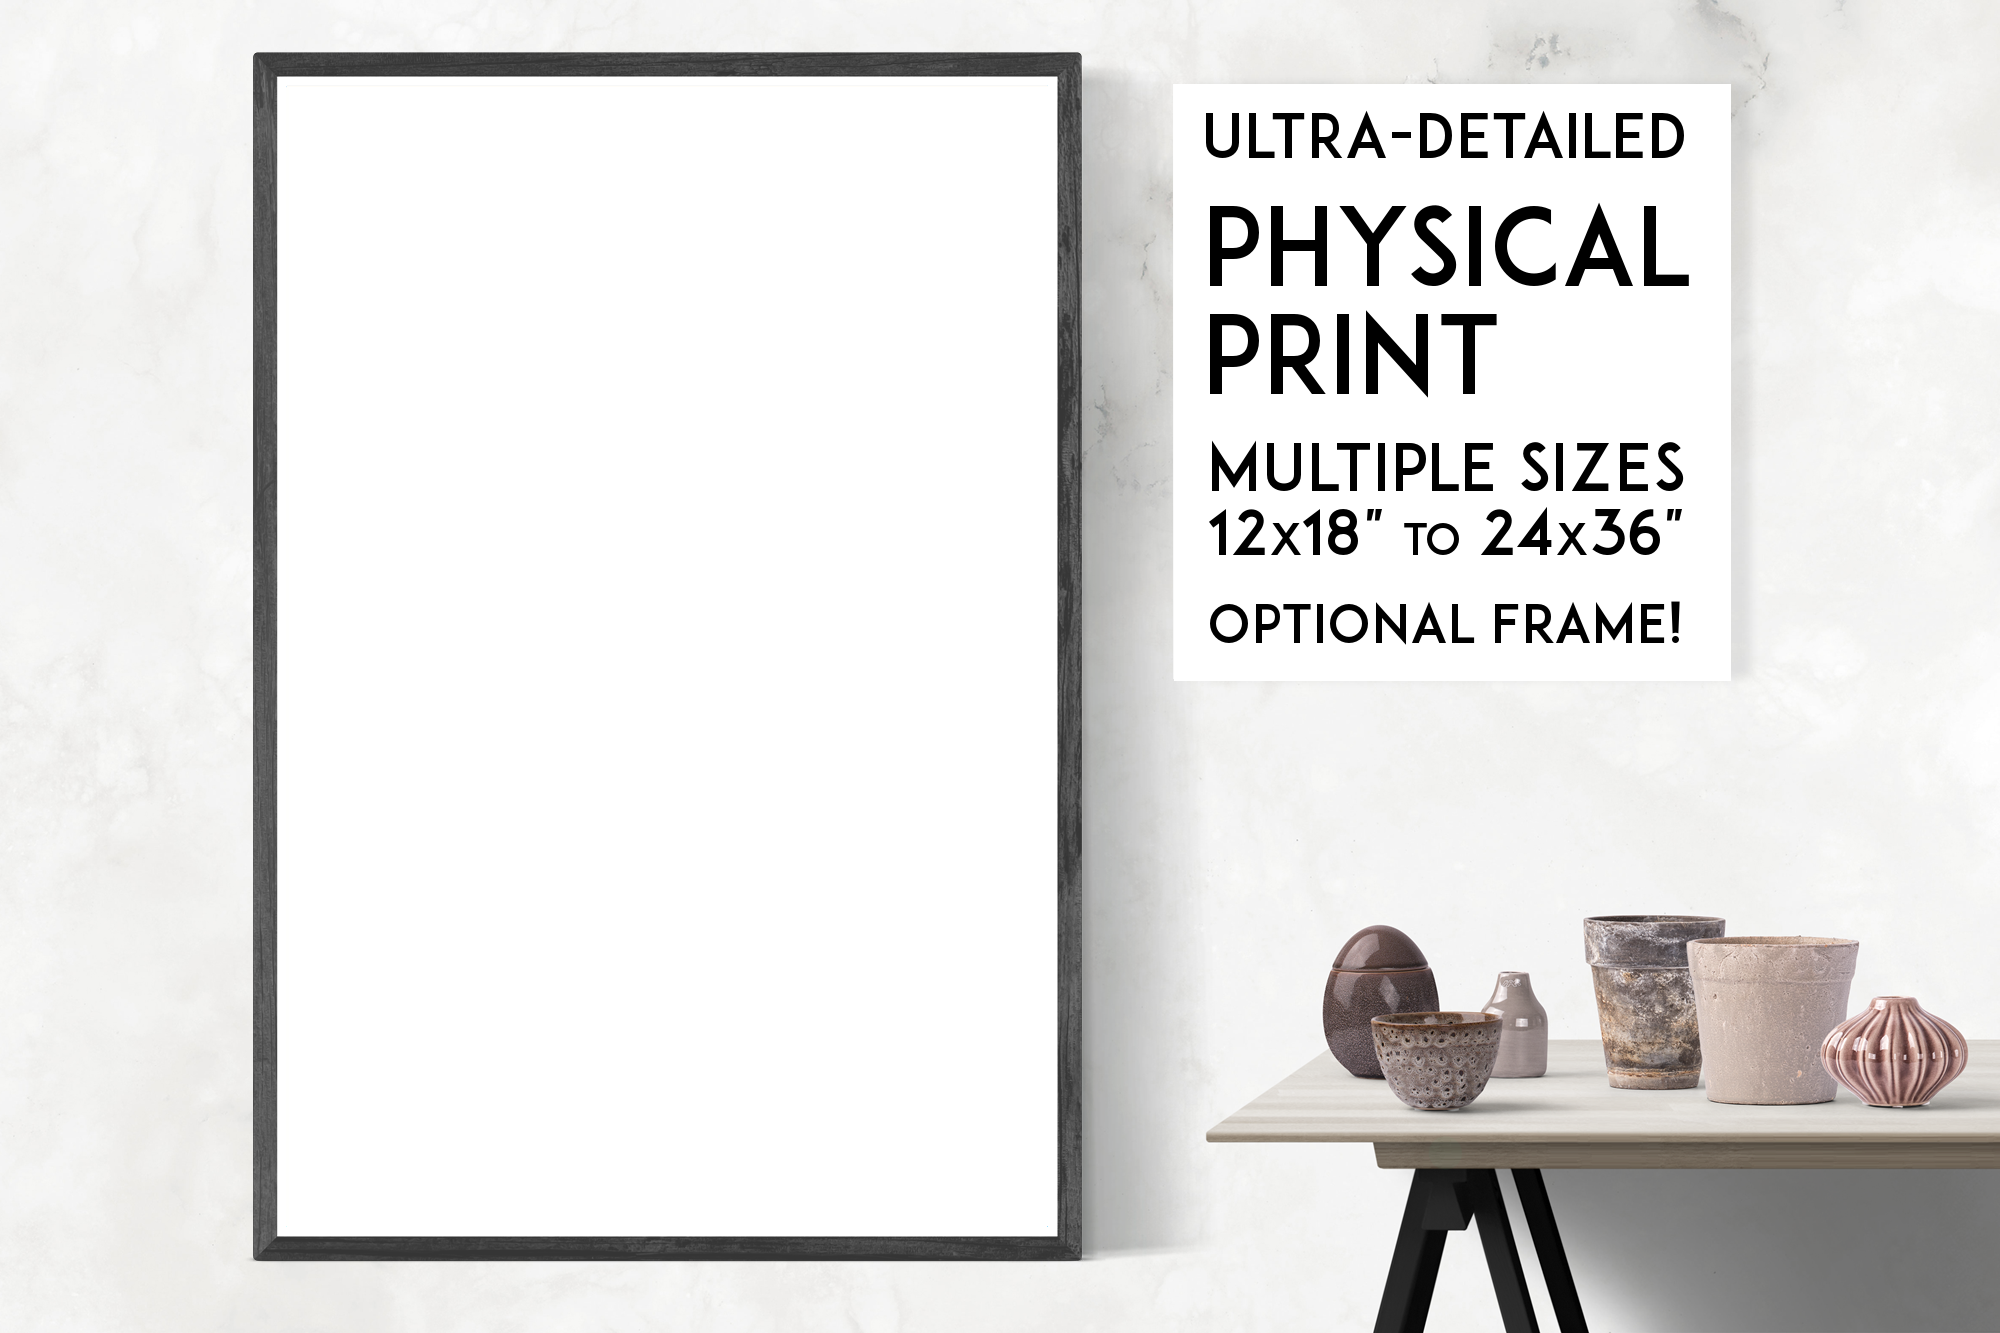 ULTRA-DETAILED
PHYSICAL
PRINT
MULTIPLE SIZES
12x18" TO 24x36"
OPTIONAL FRAME!